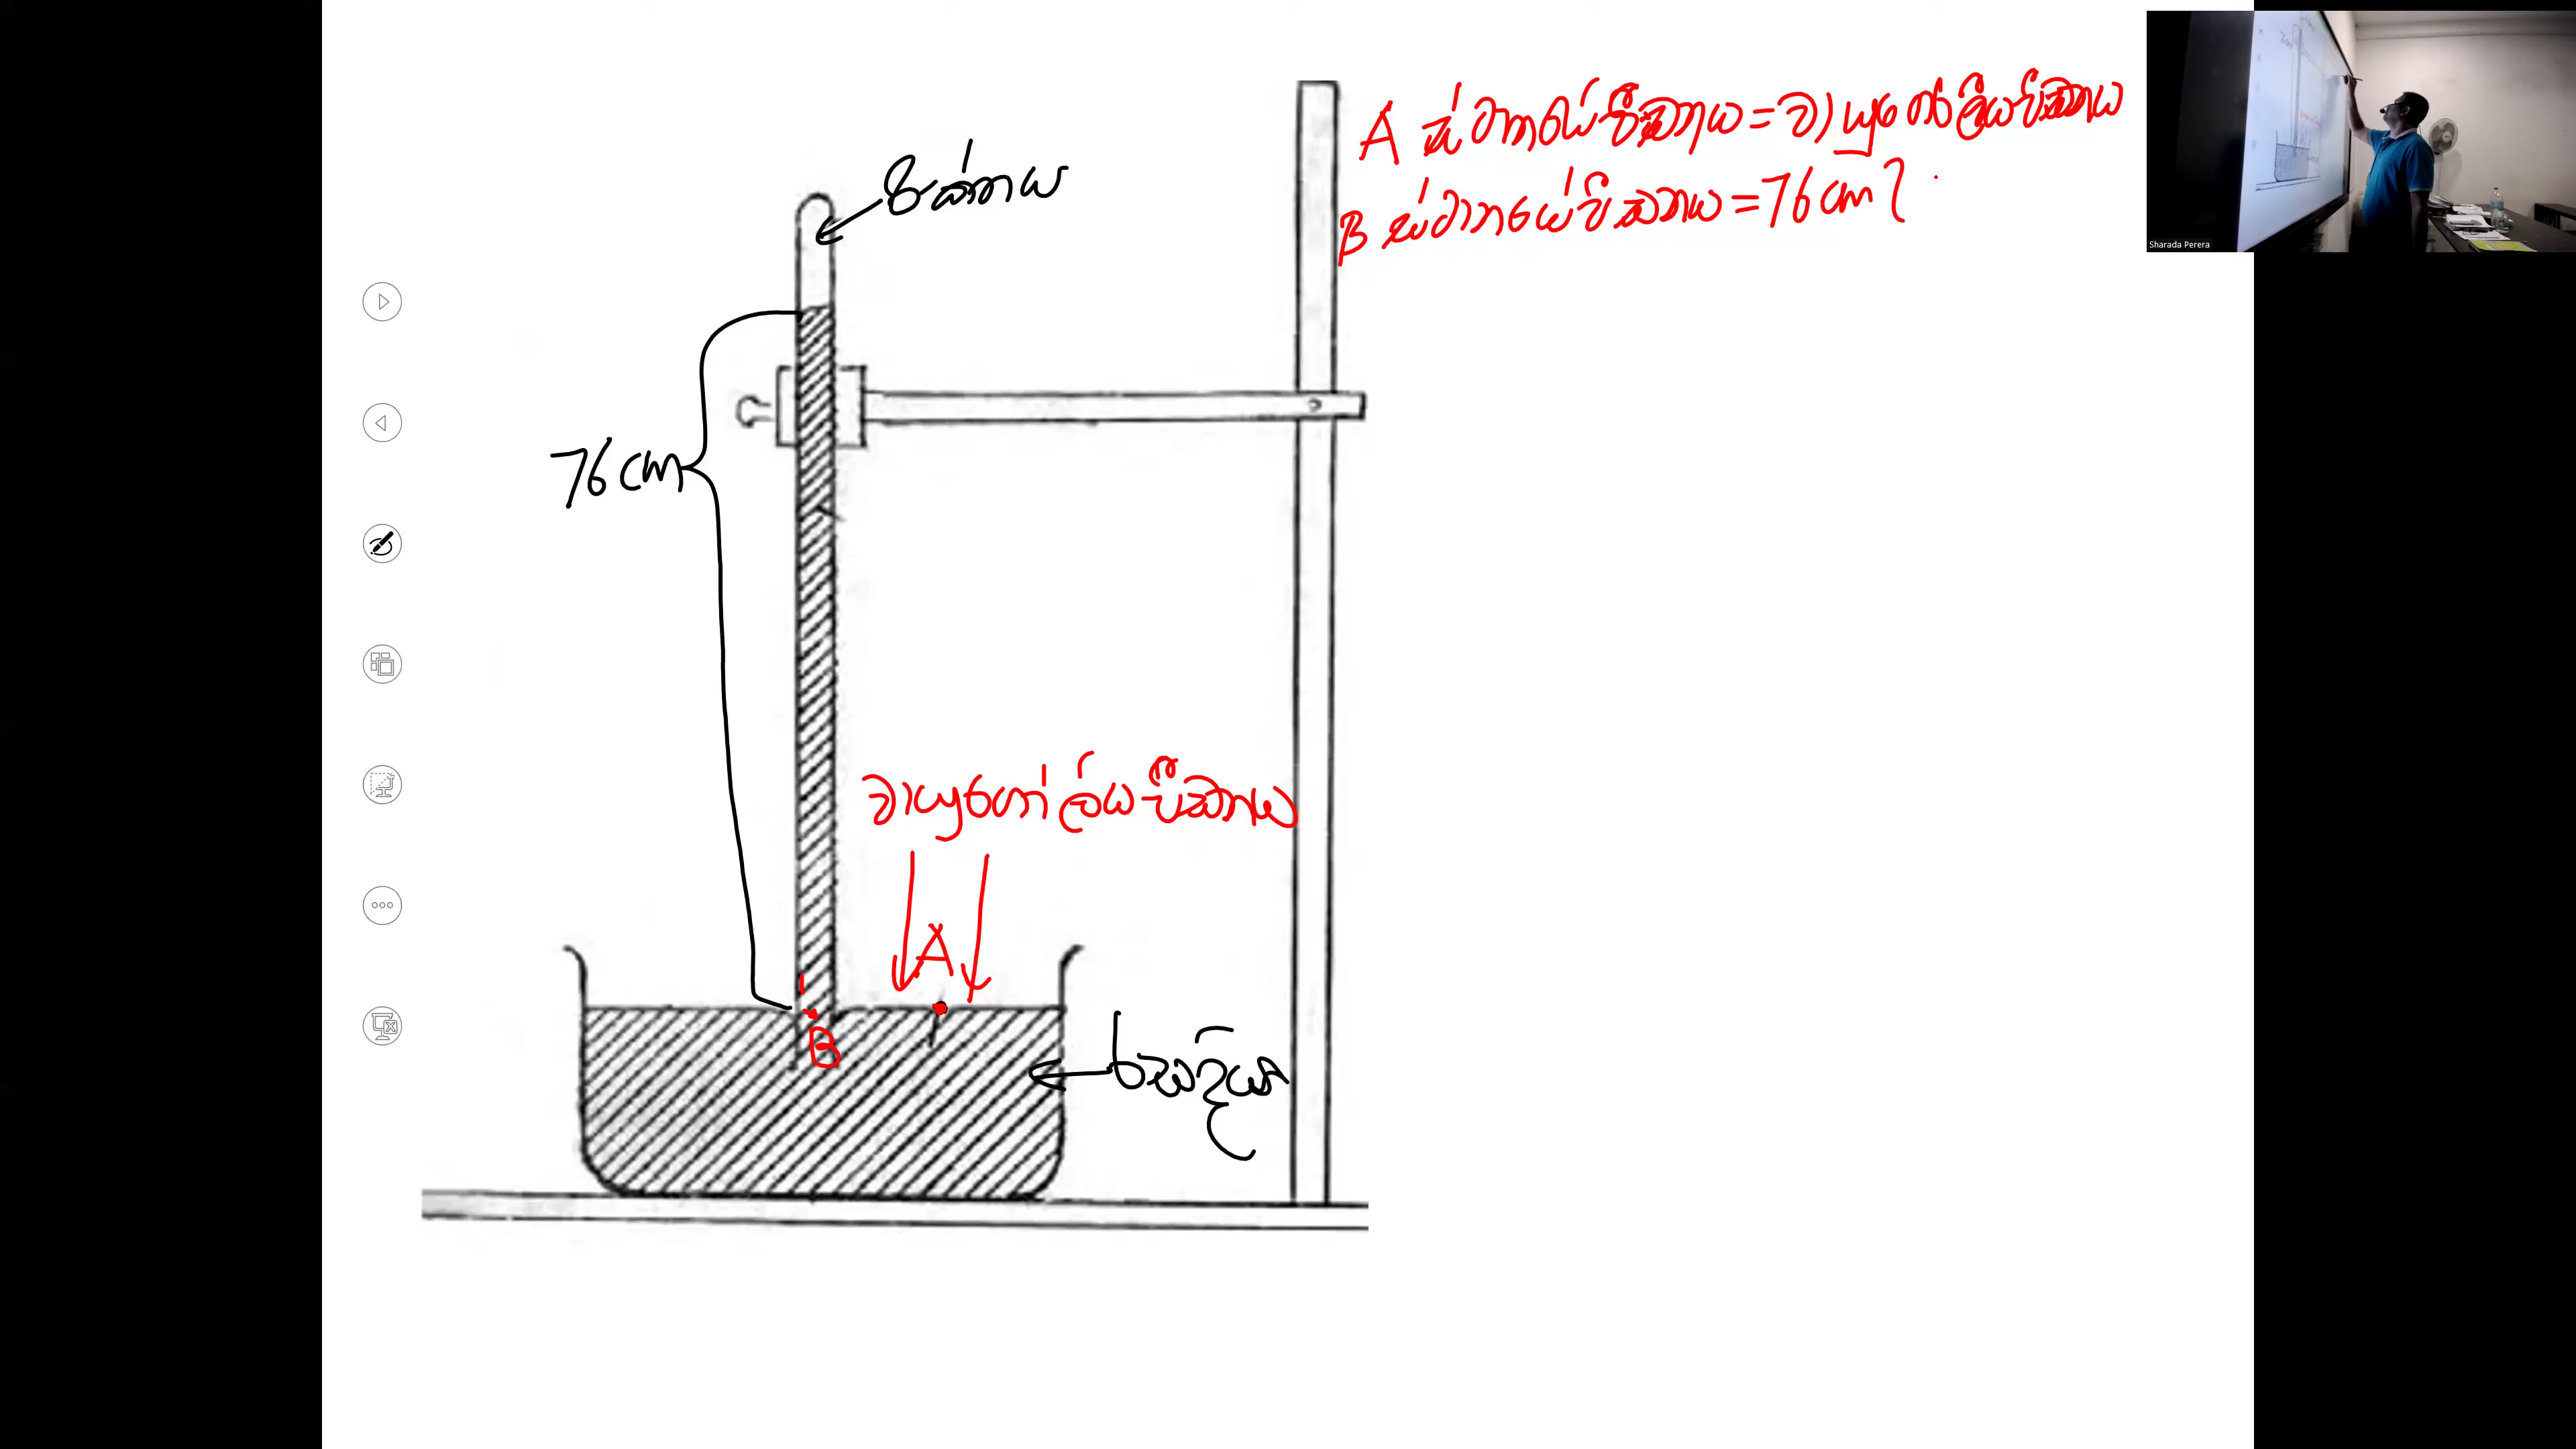 A ස්ථානයේ පීඩනය = වායුගෝලීය පීඩනය
B ස්ථානයේ පීඩනය = 76 cm
රික්තය
76 cm
වායුගෝලීය පීඩනය
A
B
රසදිය
Sharada Perera